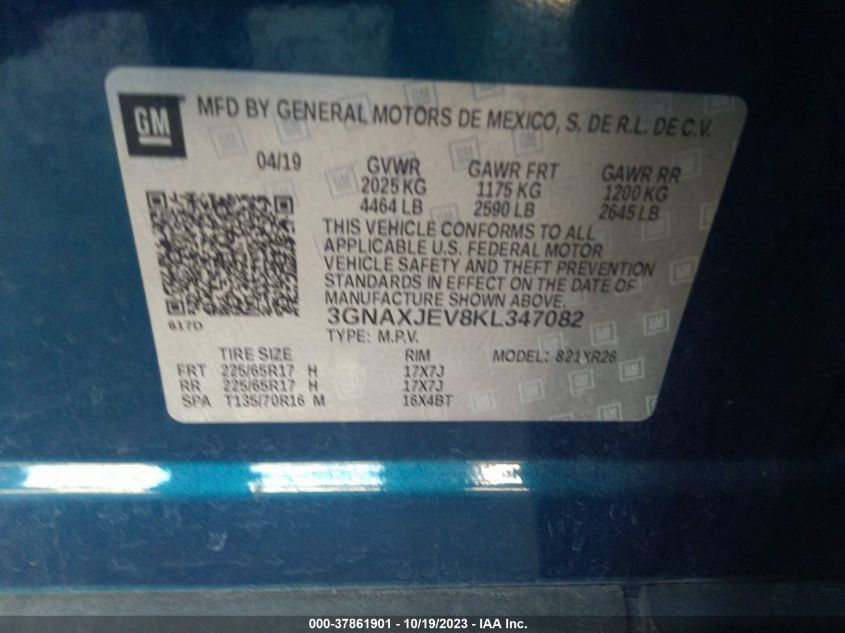 GM
MFD BY GENERAL MOTORS DE MEXICO, S. DE R.L. DE C.V.
04/19 GVWR GAWR FRT GAWR RR
2025 KG 1175 KG 1200 KG
4464 LB 2590 LB 2645 LB
THIS VEHICLE CONFORMS TO ALL
APPLICABLE U.S. FEDERAL MOTOR
VEHICLE SAFETY AND THEFT PREVENTION
STANDARDS IN EFFECT ON THE DATE OF
MANUFACTURE SHOWN ABOVE.
617D
3GNAXJEV8KL347082
TYPE: M.P.V.
TIRE SIZE RIM MODEL: 821XR26
FRT 225/65R17 H 17X7J
RR 225/65R17 H 17X7J
SPA T135/70R16 M 16X4BT
000-37861901 - 10/19/2023 - IAA Inc.